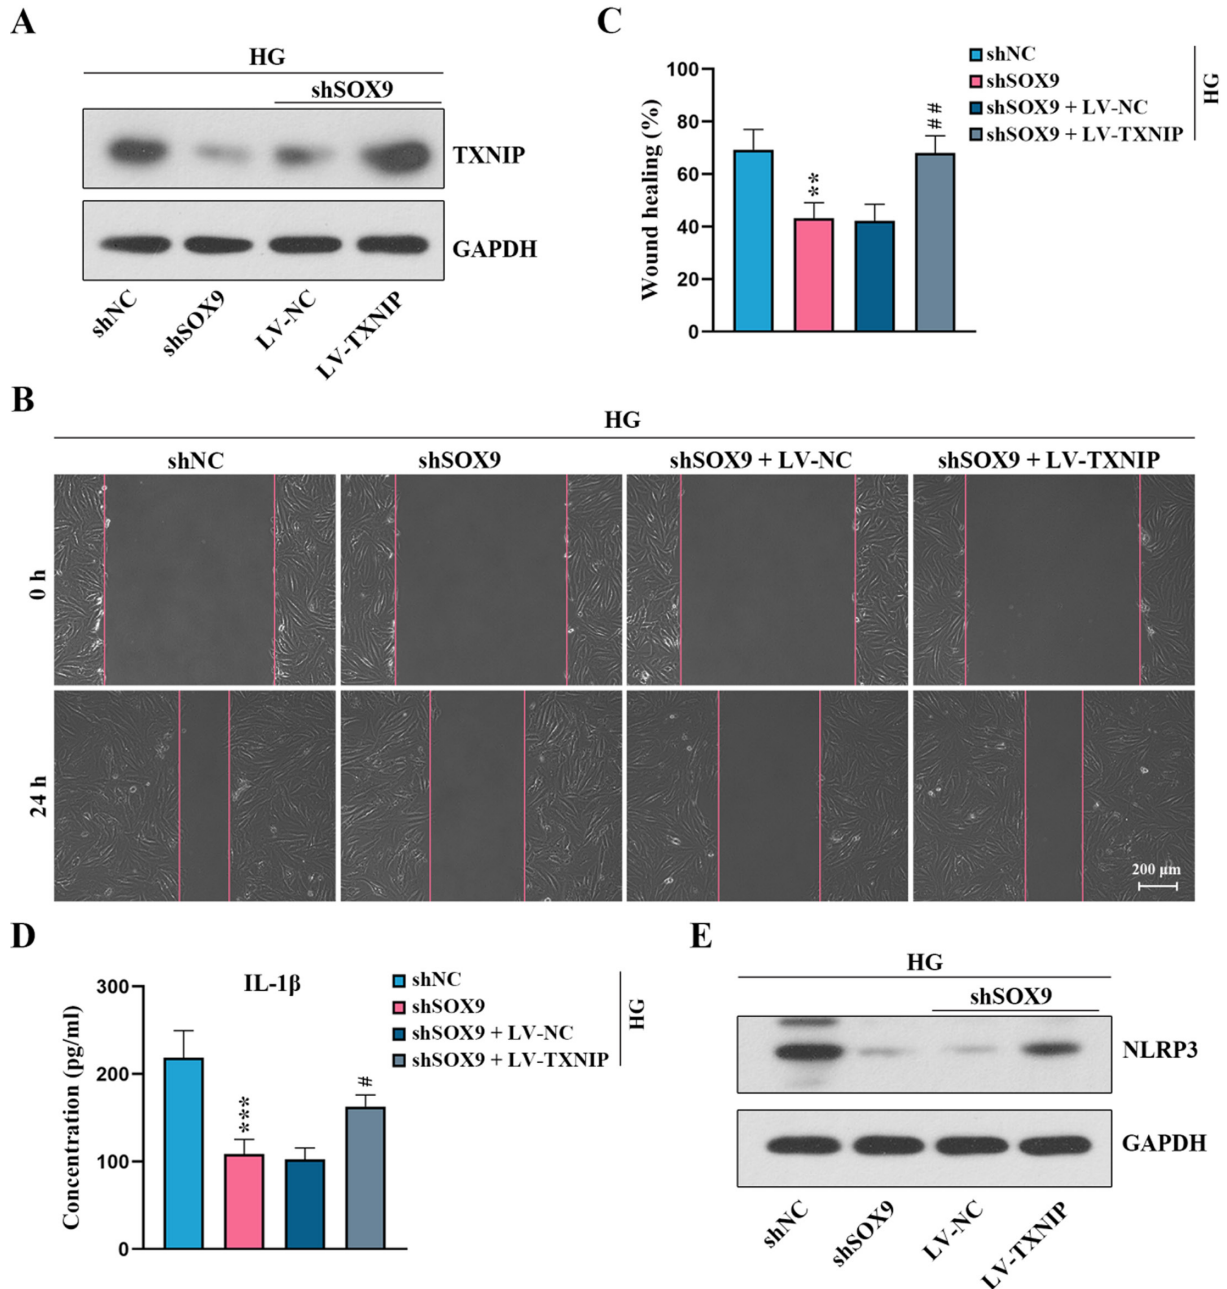 A
HG
shSOX9
TXNIP
GAPDH
shNC
shSOX9
LV-NC
LV-TXNIP
C
100
80
60
40
20
0
Wound healing (%)
**
##
shNC
shSOX9
shSOX9 + LV-NC
shSOX9 + LV-TXNIP
HG
B
HG
shNC
shSOX9
shSOX9 + LV-NC
shSOX9 + LV-TXNIP
0 h
24 h
200 μm
D
IL-1β
300
200
100
0
Concentration (pg/ml)
***
#
shNC
shSOX9
shSOX9 + LV-NC
shSOX9 + LV-TXNIP
HG
E
HG
shSOX9
NLRP3
GAPDH
shNC
shSOX9
LV-NC
LV-TXNIP